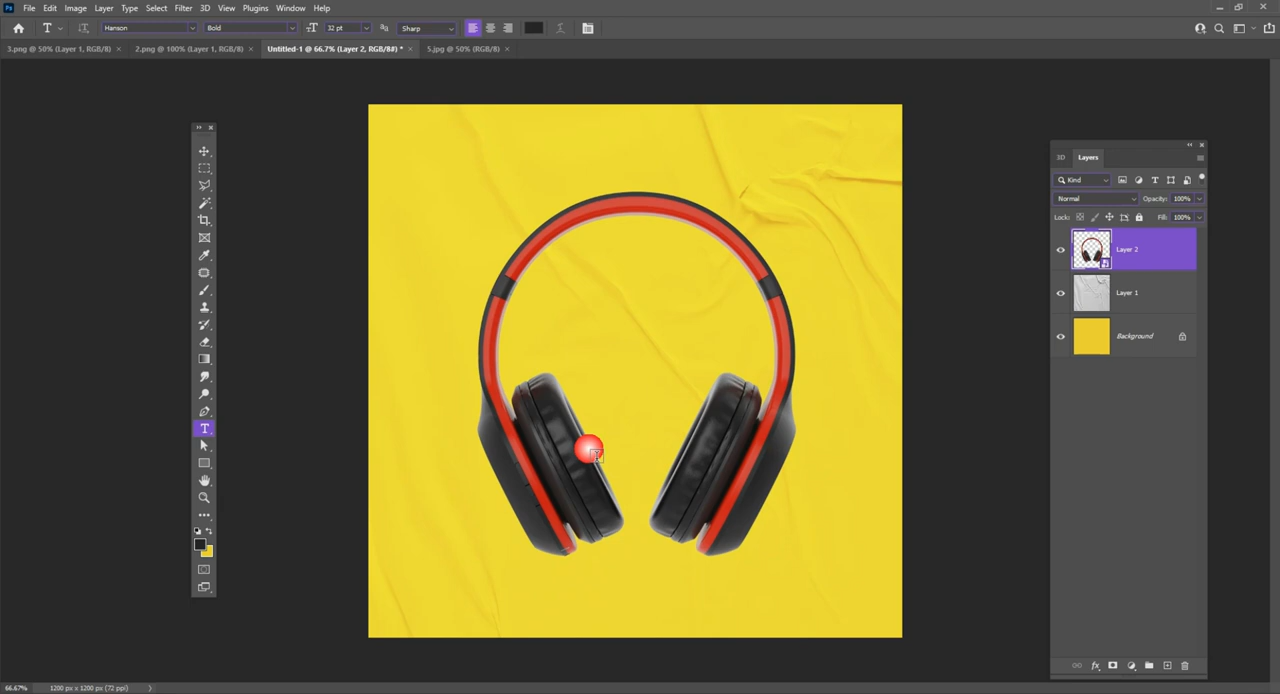 Ps File Edit Image Layer Type Select Filter 3D View Plugins Window Help
T Hanson Bold 32 pt aa Sharp
3.png @ 50% (Layer 1, RGB/8) × 2.png @ 100% (Layer 1, RGB/8) × Untitled-1 @ 66.7% (Layer 2, RGB/8#) * × 5.jpg @ 50% (RGB/8) ×
3D Layers
Kind
Normal Opacity: 100%
Lock: Fill: 100%
Layer 2
Layer 1
Background
66.67% 1200 px x 1200 px (72 ppi)